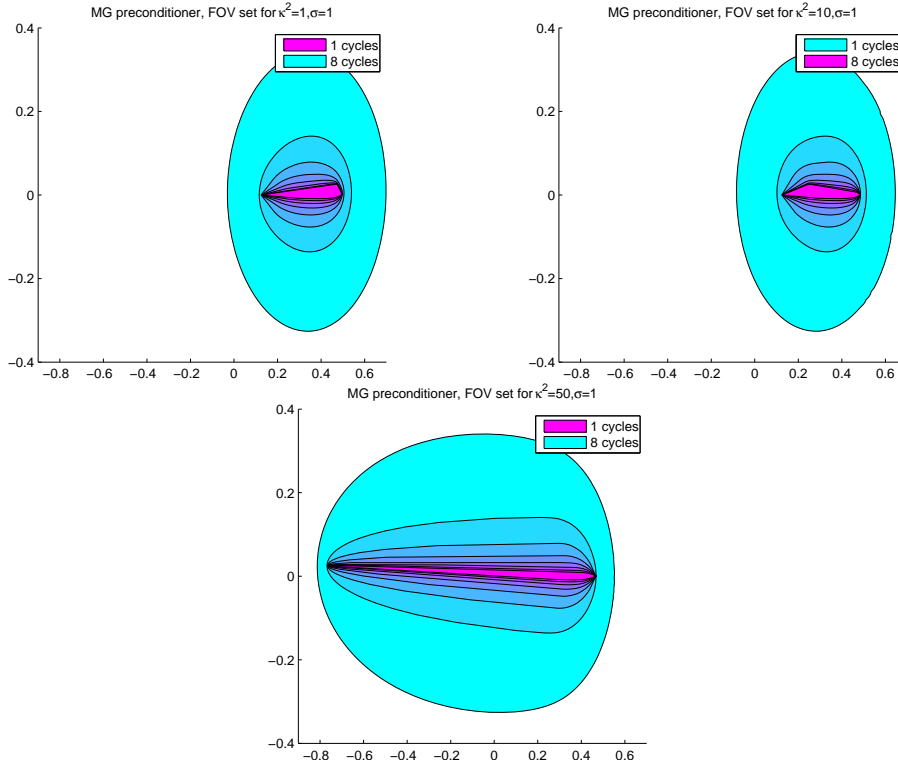 MG preconditioner, FOV set for κ²=1,σ=1
1 cycles
8 cycles
0.4
0.2
0
−0.2
−0.4
−0.8 −0.6 −0.4 −0.2 0 0.2 0.4 0.6
MG preconditioner, FOV set for κ²=10,σ=1
1 cycles
8 cycles
0.4
0.2
0
−0.2
−0.4
−0.8 −0.6 −0.4 −0.2 0 0.2 0.4 0.6
MG preconditioner, FOV set for κ²=50,σ=1
1 cycles
8 cycles
0.4
0.2
0
−0.2
−0.4
−0.8 −0.6 −0.4 −0.2 0 0.2 0.4 0.6